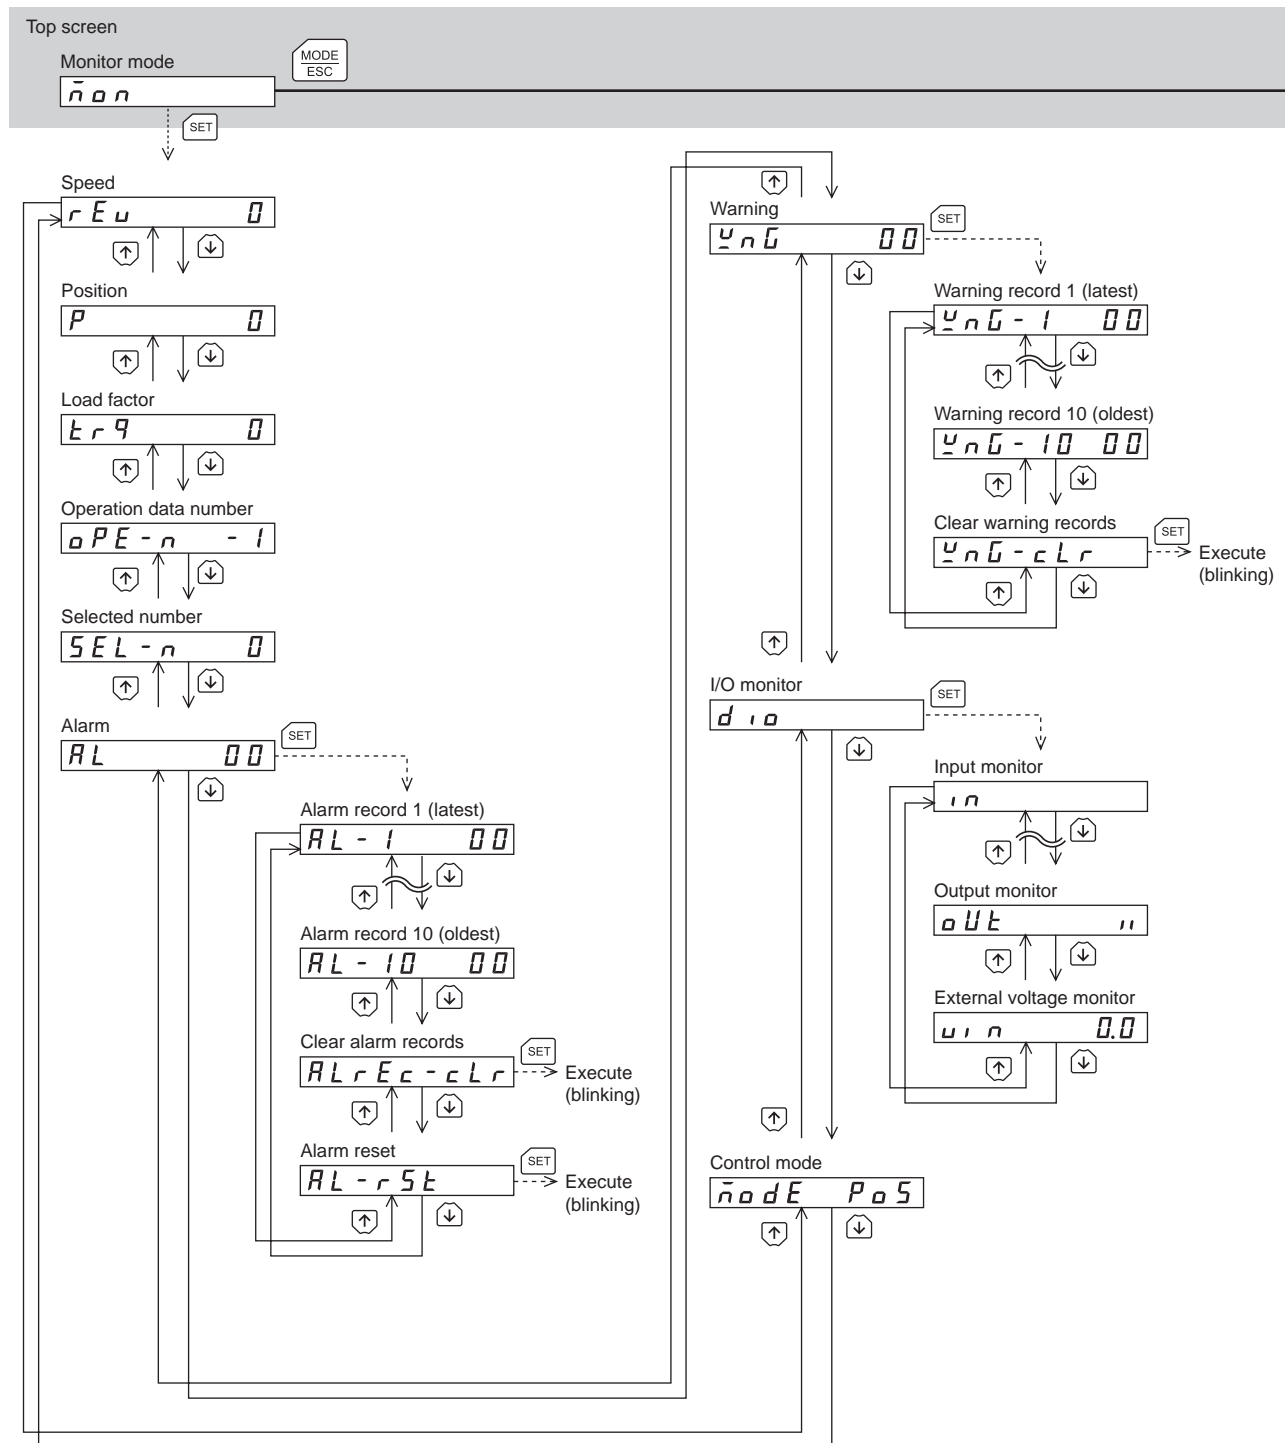 Top screen
Monitor mode
MODE
ESC
mon
SET
Speed
rEv 0
Position
P 0
Load factor
trq 0
Operation data number
oPE-n -1
Selected number
SEL-n 0
Alarm
AL 00
SET
Alarm record 1 (latest)
AL-1 00
Alarm record 10 (oldest)
AL-10 00
Clear alarm records
ALrEc-cLr
SET
Execute
(blinking)
Alarm reset
AL-rSt
SET
Execute
(blinking)
Warning
WnG 00
SET
Warning record 1 (latest)
WnG-1 00
Warning record 10 (oldest)
WnG-10 00
Clear warning records
WnG-cLr
SET
Execute
(blinking)
I/O monitor
dio
SET
Input monitor
in
Output monitor
oUt
External voltage monitor
vin 0.0
Control mode
modE PoS